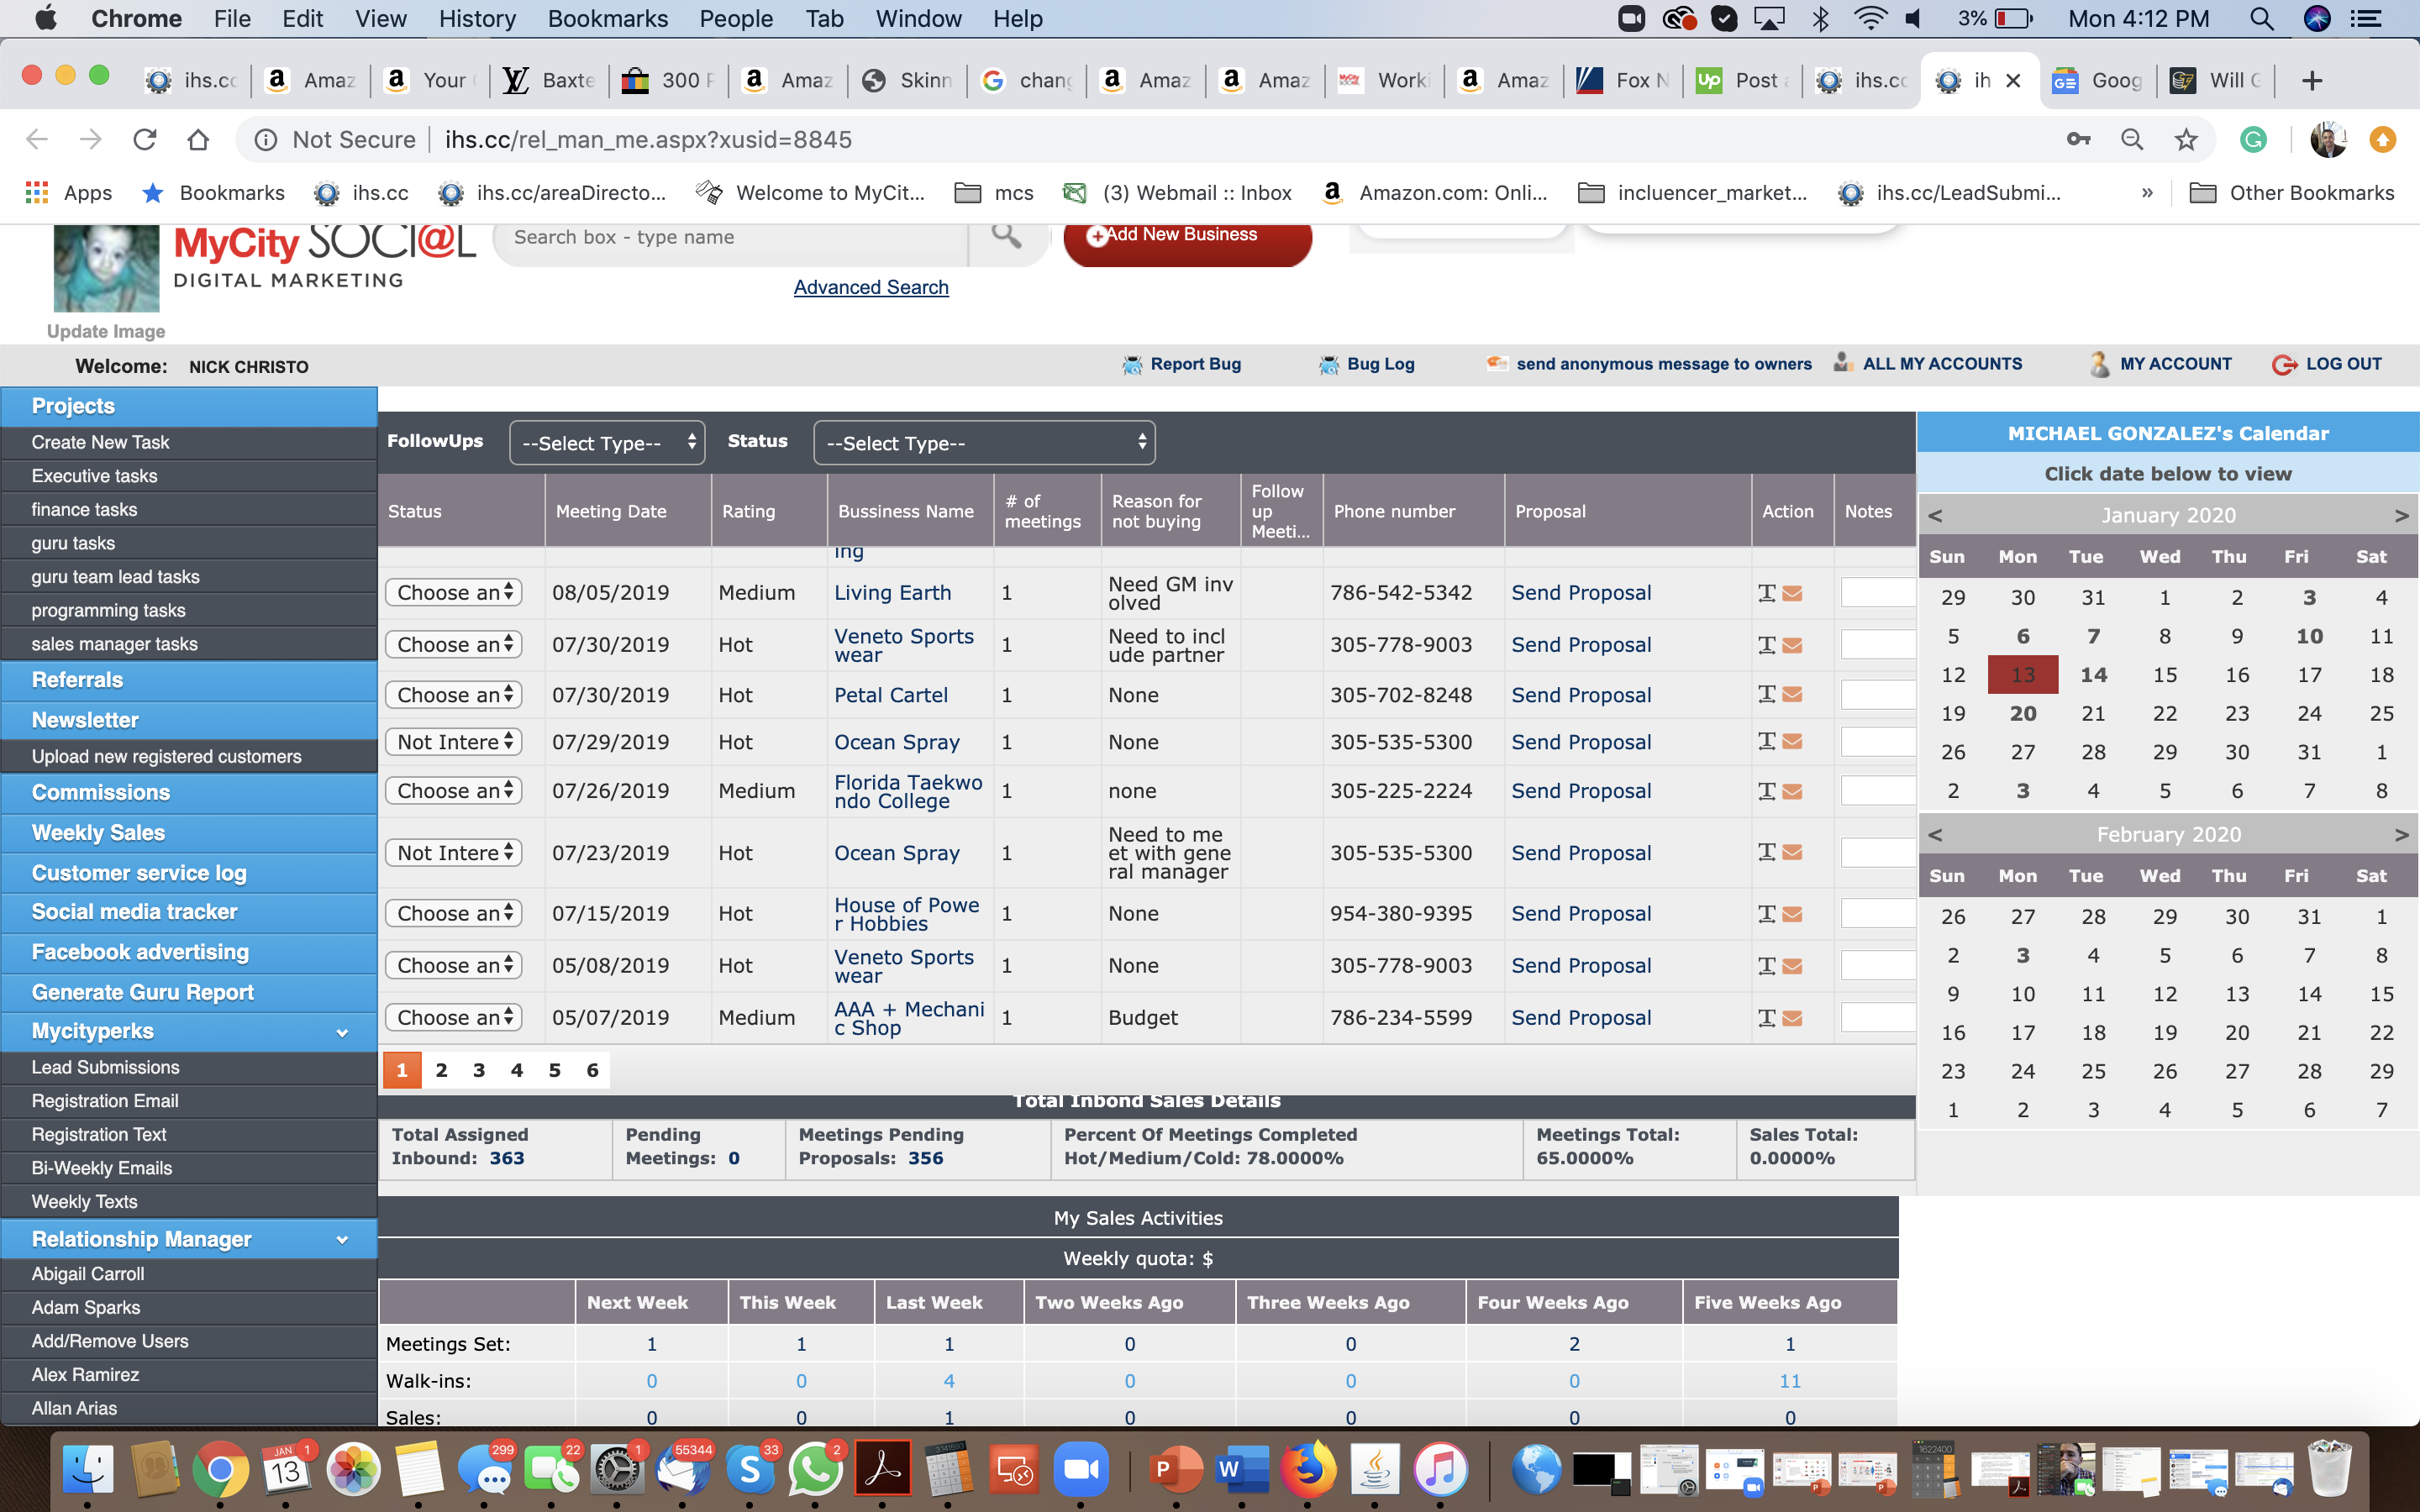 Chrome File Edit View History Bookmarks People Tab Window Help
3% Mon 4:12 PM
ihs.cc Amaz Your Baxte 300 F Amaz Skinn chang Amaz Amaz Worki Amaz Fox N Post a ihs.cc ih Goog Will G
Not Secure ihs.cc/rel_man_me.aspx?xusid=8845
Apps Bookmarks ihs.cc ihs.cc/areaDirecto... Welcome to MyCit... mcs (3) Webmail :: Inbox Amazon.com: Onli... incluencer_market... ihs.cc/LeadSubmi... » Other Bookmarks
MyCity SOCI@L
DIGITAL MARKETING
Update Image
Search box - type name
Add New Business
Advanced Search
Welcome: NICK CHRISTO
Report Bug Bug Log send anonymous message to owners ALL MY ACCOUNTS MY ACCOUNT LOG OUT
Projects
Create New Task
Executive tasks
finance tasks
guru tasks
guru team lead tasks
programming tasks
sales manager tasks
Referrals
Newsletter
Upload new registered customers
Commissions
Weekly Sales
Customer service log
Social media tracker
Facebook advertising
Generate Guru Report
Mycityperks
Lead Submissions
Registration Email
Registration Text
Bi-Weekly Emails
Weekly Texts
Relationship Manager
Abigail Carroll
Adam Sparks
Add/Remove Users
Alex Ramirez
Allan Arias
FollowUps --Select Type-- Status --Select Type--
Status Meeting Date Rating Bussiness Name # of meetings Reason for not buying Follow up Meeti... Phone number Proposal Action Notes
ing
Choose an 08/05/2019 Medium Living Earth 1 Need GM inv olved 786-542-5342 Send Proposal
Choose an 07/30/2019 Hot Veneto Sports wear 1 Need to incl ude partner 305-778-9003 Send Proposal
Choose an 07/30/2019 Hot Petal Cartel 1 None 305-702-8248 Send Proposal
Not Intere 07/29/2019 Hot Ocean Spray 1 None 305-535-5300 Send Proposal
Choose an 07/26/2019 Medium Florida Taekwo ndo College 1 none 305-225-2224 Send Proposal
Not Intere 07/23/2019 Hot Ocean Spray 1 Need to me et with gene ral manager 305-535-5300 Send Proposal
Choose an 07/15/2019 Hot House of Powe r Hobbies 1 None 954-380-9395 Send Proposal
Choose an 05/08/2019 Hot Veneto Sports wear 1 None 305-778-9003 Send Proposal
Choose an 05/07/2019 Medium AAA + Mechani c Shop 1 Budget 786-234-5599 Send Proposal
1 2 3 4 5 6
Total Inbond Sales Details
Total Assigned Inbound: 363 Pending Meetings: 0 Meetings Pending Proposals: 356 Percent Of Meetings Completed Hot/Medium/Cold: 78.0000% Meetings Total: 65.0000% Sales Total: 0.0000%
My Sales Activities
Weekly quota: $
Next Week This Week Last Week Two Weeks Ago Three Weeks Ago Four Weeks Ago Five Weeks Ago
Meetings Set: 1 1 1 0 0 2 1
Walk-ins: 0 0 4 0 0 0 11
Sales: 0 0 1 0 0 0 0
MICHAEL GONZALEZ's Calendar
Click date below to view
< January 2020 >
Sun Mon Tue Wed Thu Fri Sat
29 30 31 1 2 3 4
5 6 7 8 9 10 11
12 13 14 15 16 17 18
19 20 21 22 23 24 25
26 27 28 29 30 31 1
2 3 4 5 6 7 8
< February 2020 >
Sun Mon Tue Wed Thu Fri Sat
26 27 28 29 30 31 1
2 3 4 5 6 7 8
9 10 11 12 13 14 15
16 17 18 19 20 21 22
23 24 25 26 27 28 29
1 2 3 4 5 6 7
JAN 13 1 299 22 1 55344 33 2 3.141593 1622400